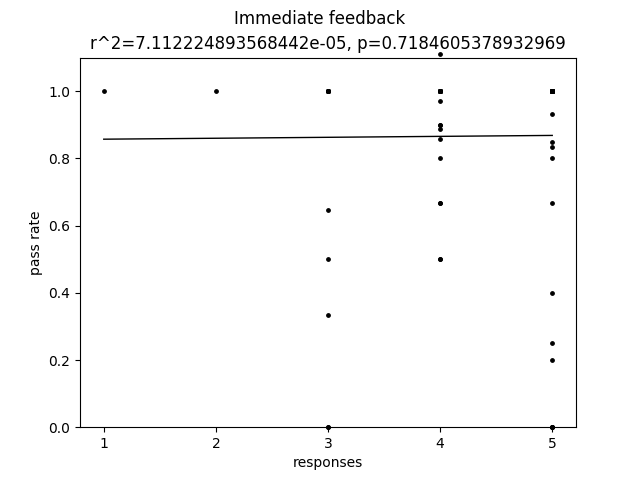 Immediate feedback
r^2=7.112224893568442e-05, p=0.7184605378932969
1.0
0.8
0.6
0.4
0.2
0.0
pass rate
1 2 3 4 5
responses